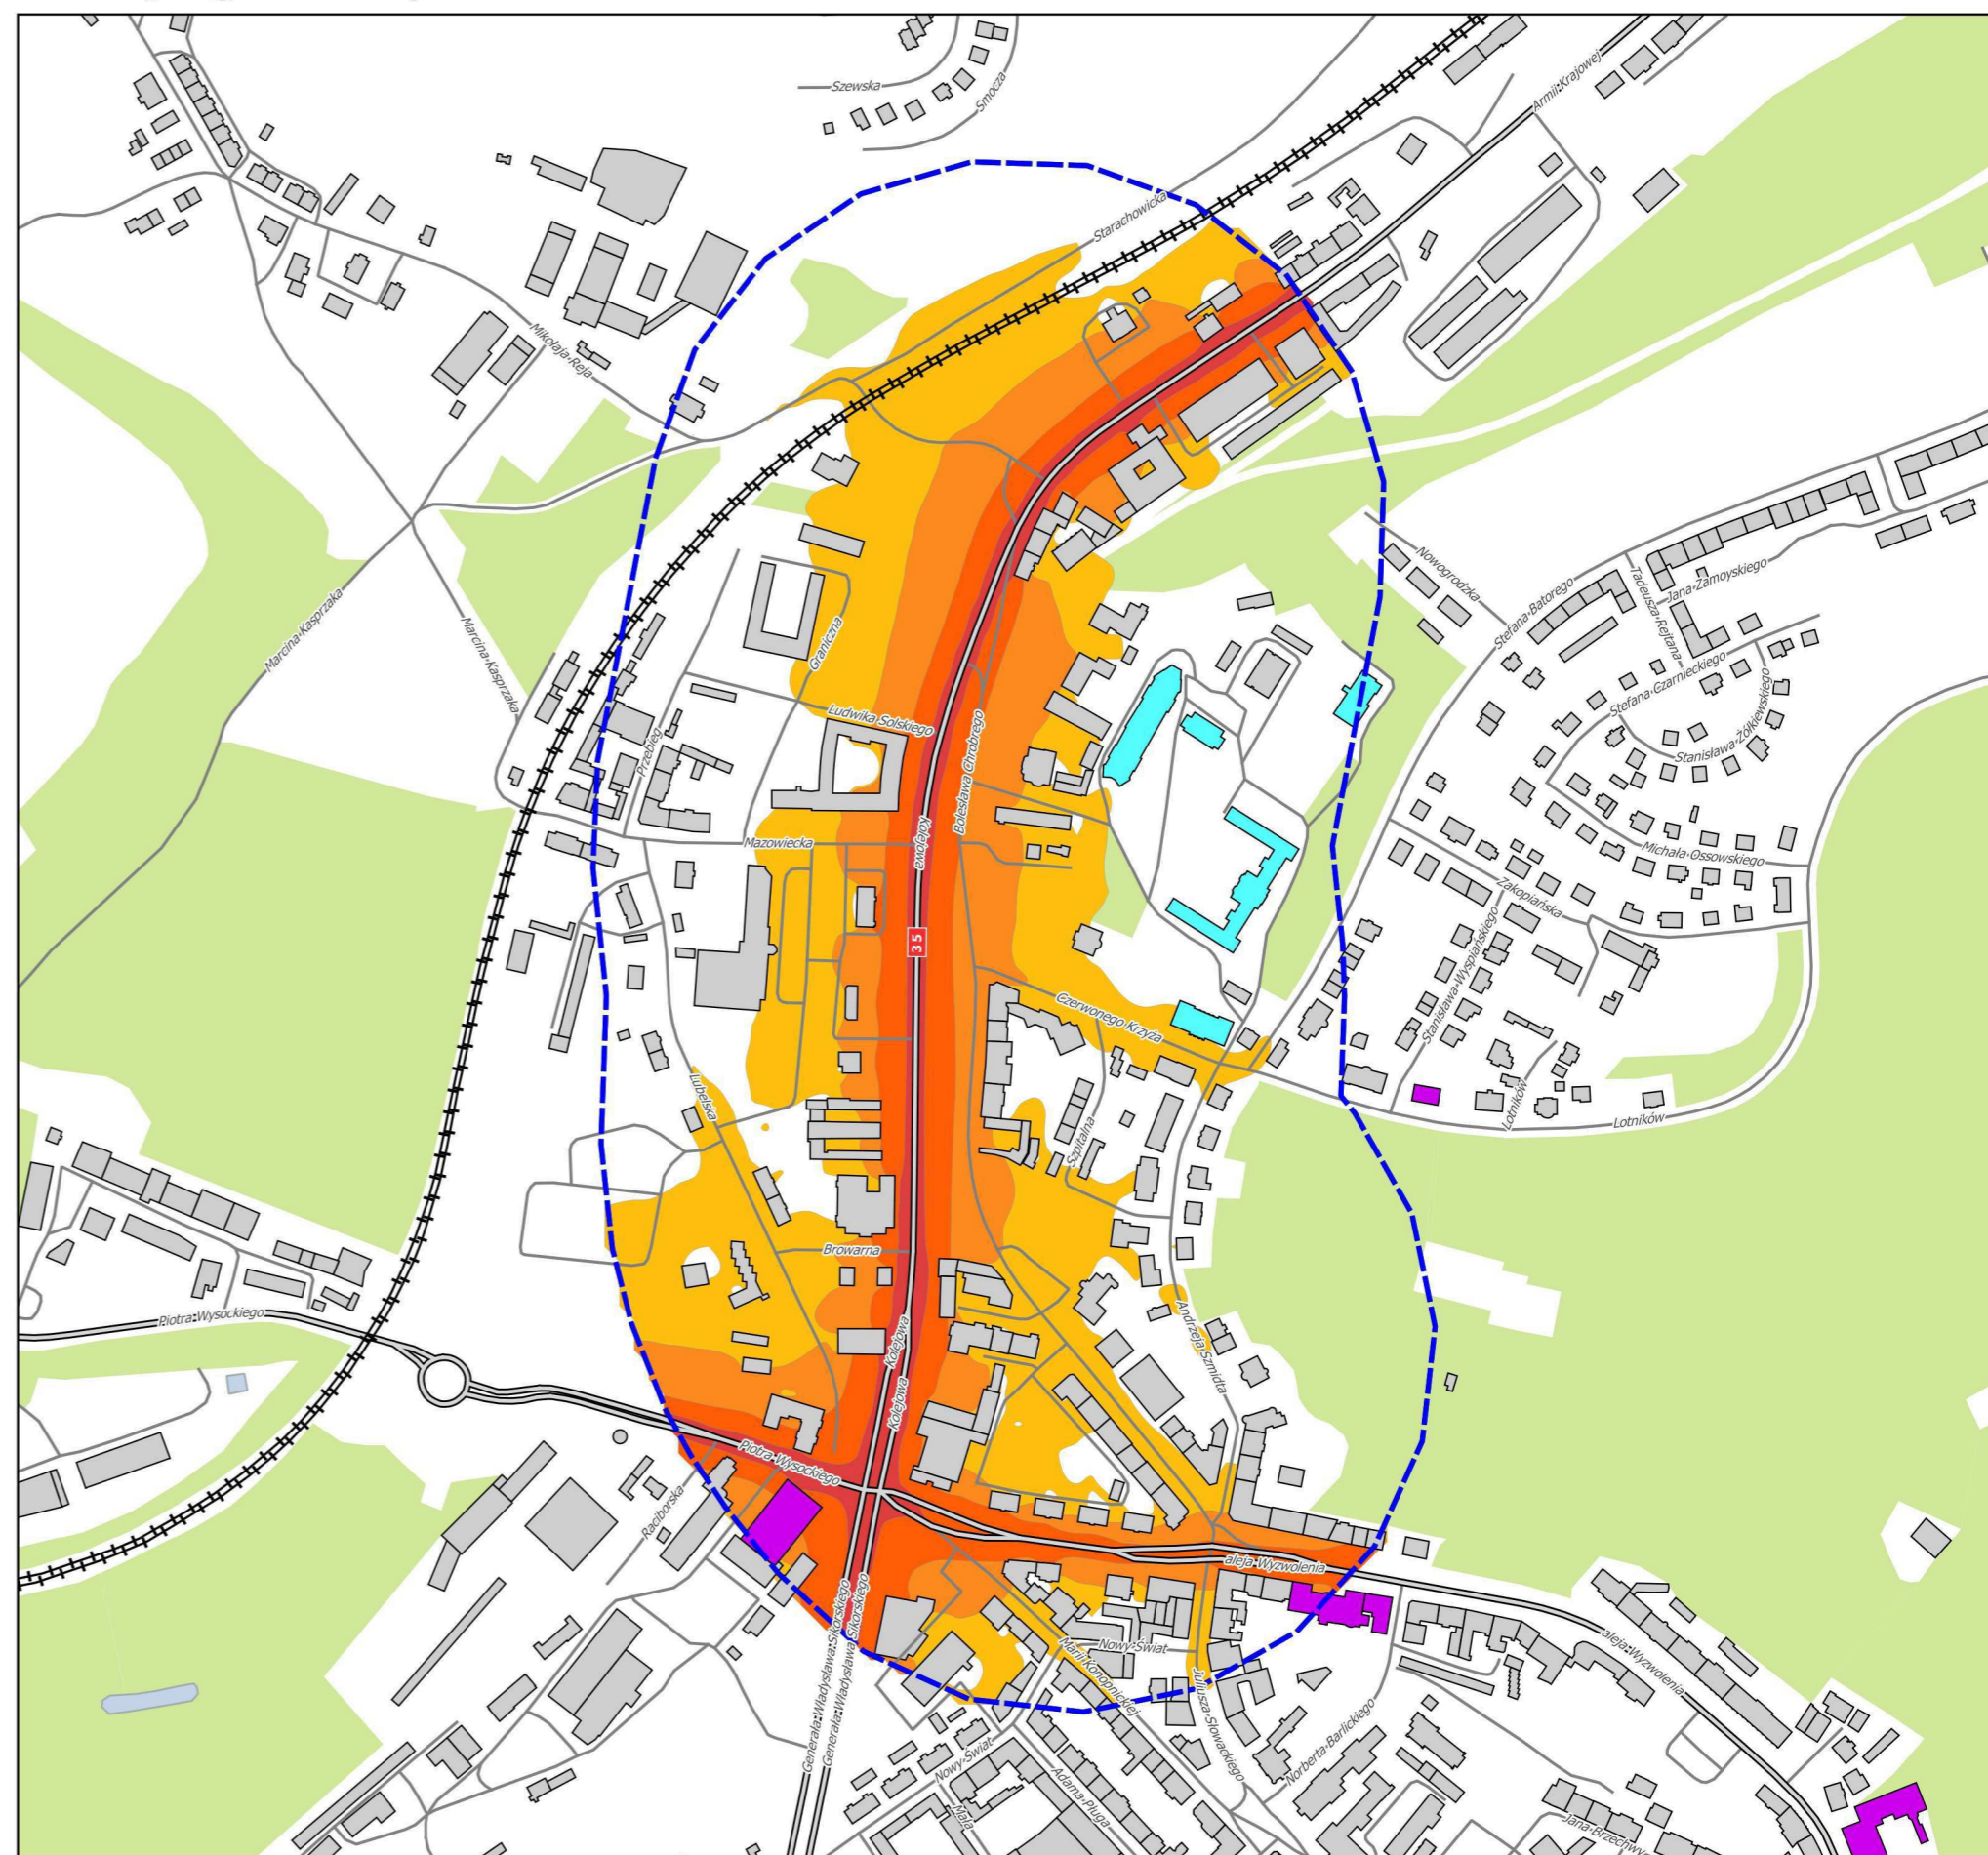 Szewska
Smocza
Armii Krajowej
Starachowicka
Mikołaja Reja
Marcina Kasprzaka
Marcina Kasprzaka
Graniczna
Ludwika Solskiego
Przebieg
Bolesława Chrobrego
Kolejowa
Mazowiecka
35
Nowogrodzka
Stefana Batorego
Tadeusza Rejtana
Jana Zamoyskiego
Stefana Czarnieckiego
Stanisława Żółkiewskiego
Michała Ossowskiego
Zakopiańska
Stanisława Wyspiańskiego
Lotników
Lotników
Czerwonego Krzyża
Szpitalna
Lubelska
Browarna
Kolejowa
Kolejowa
Andrzeja Szmidta
Piotra Wysockiego
Piotra Wysockiego
Raciborska
aleja Wyzwolenia
aleja Wyzwolenia
Generała Władysława Sikorskiego
Generała Władysława Sikorskiego
Nowy Świat
Marii Konopnickiej
Juliusza Słowackiego
Norberta Barlickiego
Nowy Świat
Mała
Adama Pługa
Jana Brzechwy